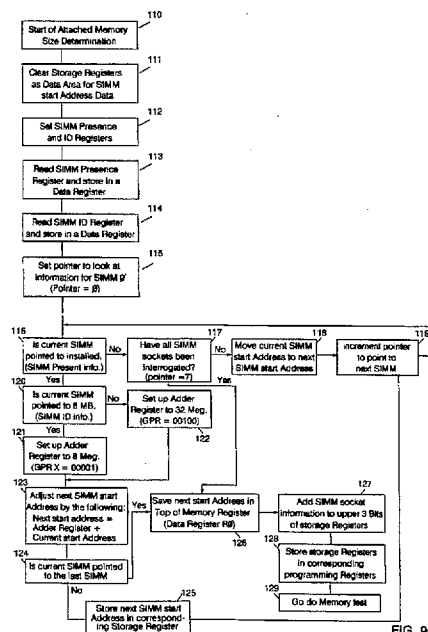 110
Start of Attached Memory
Size Determination
111
Clear Storage Registers
as Data Area for SIMM
start Address Data
112
Set SIMM Presence
and ID Registers
113
Read SIMM Presence
Register and store in a
Data Register
114
Read SIMM ID Register
and store in a Data Register
115
Set pointer to look at
information for SIMM 0
(Pointer = 0)
116
Is current SIMM
pointed to installed.
(SIMM Present info.)
No
117
Have all SIMM
sockets been
interrogated?
(pointer =7)
No
118
Move current SIMM
start Address to next
SIMM start Address
119
Increment pointer
to point to
next SIMM
Yes
Yes
120
Is current SIMM
pointed to 8 MB.
(SIMM ID info.)
No
Set up Adder
Register to 32 Meg.
(GPR = 00100)
122
Yes
121
Set up Adder
Register to 8 Meg.
(GPR X = 00001)
123
Adjust next SIMM start
Address by the following:
Next start address =
Adder Register +
Current start Address
Yes
Save next start Address in
Top of Memory Register
(Data Register RØ)
126
127
Add SIMM socket
information to upper 3 Bits
of storage Registers
128
Store storage Registers
in corresponding
programming Registers
129
Go do Memory test
124
Is current SIMM pointed
to the last SIMM
No
125
Store next SIMM start
Address in correspond-
ing Storage Register
FIG. 9